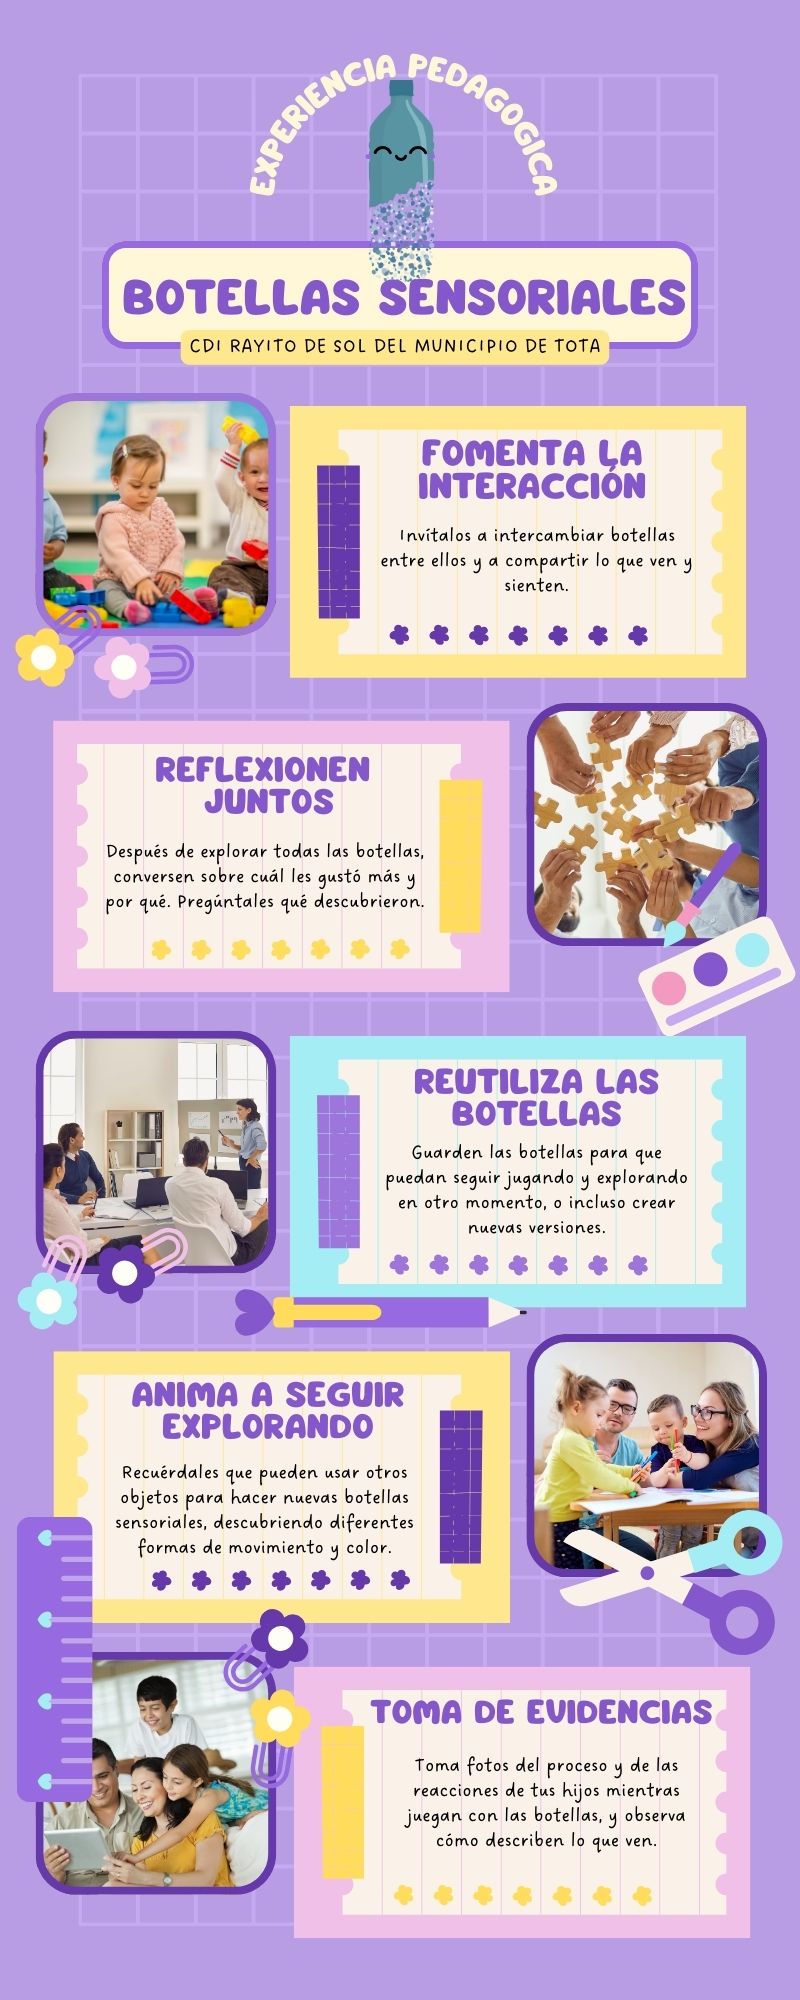 EXPERIENCIA PEDAGOGICA
BOTELLAS SENSORIALES
CDI RAYITO DE SOL DEL MUNICIPIO DE TOTA
FOMENTA LA
INTERACCIÓN
Invítalos a intercambiar botellas
entre ellos y a compartir lo que ven y
sienten.
REFLEXIONEN
JUNTOS
Después de explorar todas las botellas,
conversen sobre cuál les gustó más y
por qué. Pregúntales qué descubrieron.
REUTILIZA LAS
BOTELLAS
Guarden las botellas para que
puedan seguir jugando y explorando
en otro momento, o incluso crear
nuevas versiones.
ANIMA A SEGUIR
EXPLORANDO
Recuérdales que pueden usar otros
objetos para hacer nuevas botellas
sensoriales, descubriendo diferentes
formas de movimiento y color.
TOMA DE EVIDENCIAS
Toma fotos del proceso y de las
reacciones de tus hijos mientras
juegan con las botellas, y observa
cómo describen lo que ven.